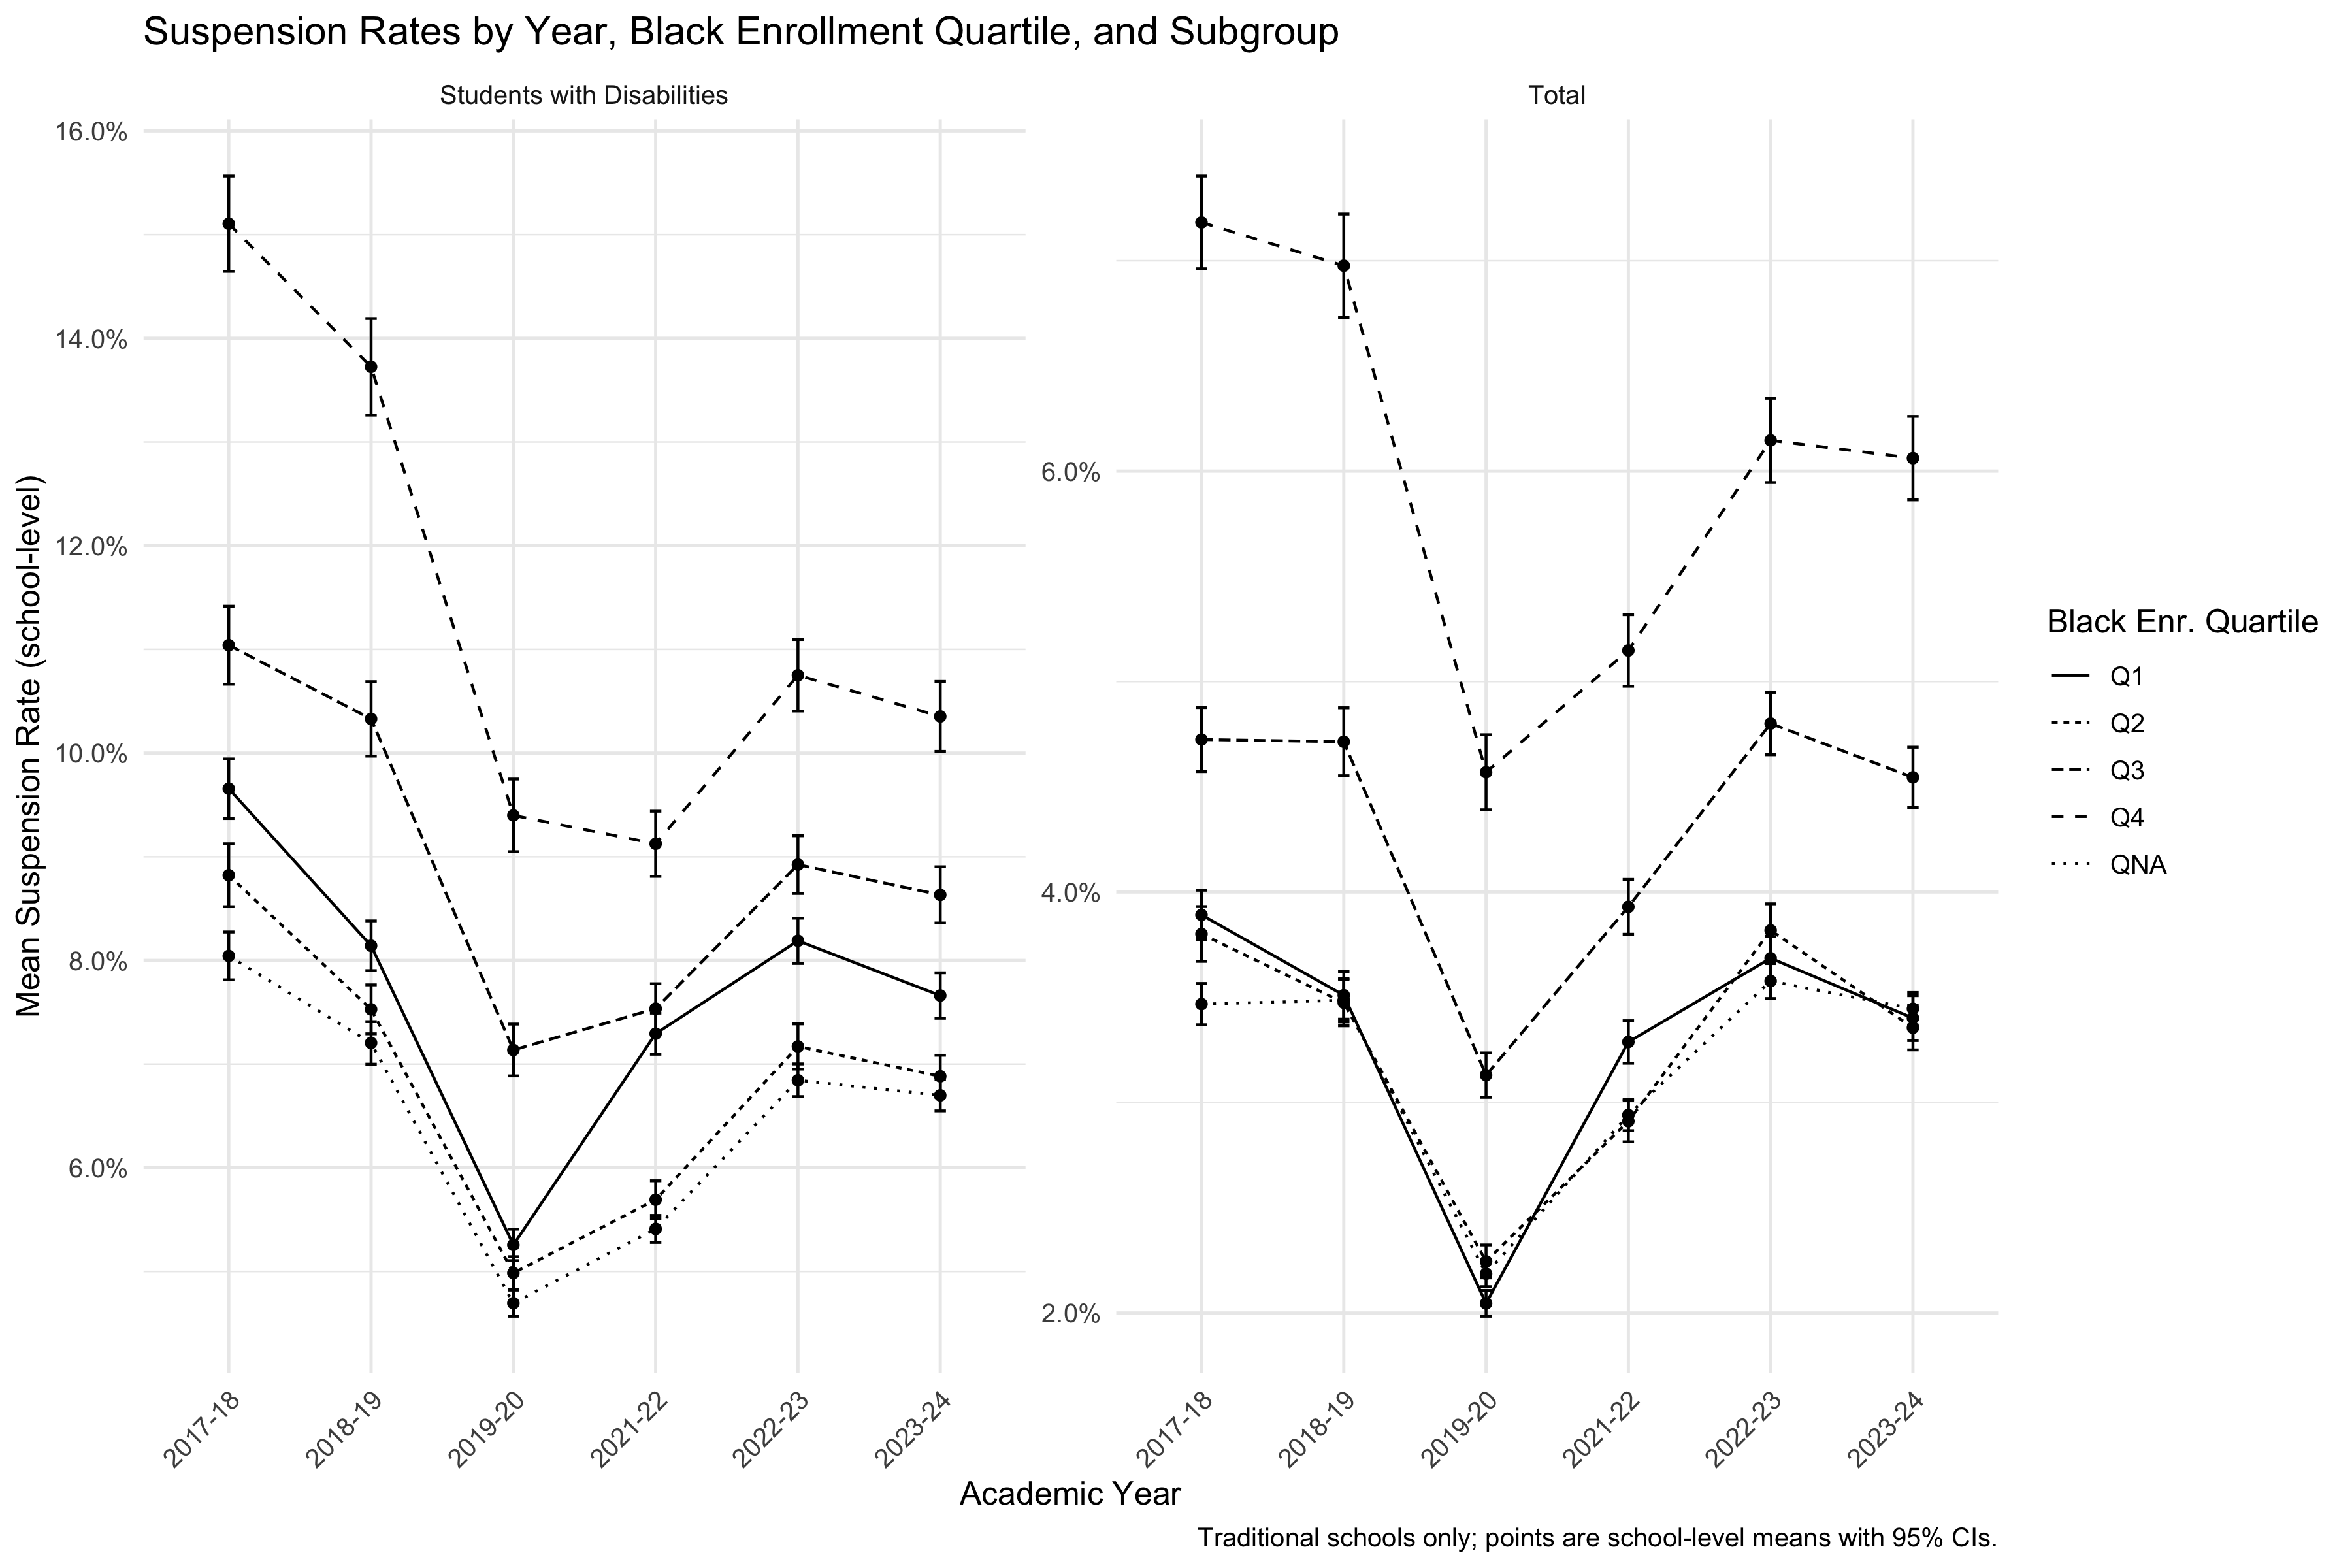 Suspension Rates by Year, Black Enrollment Quartile, and Subgroup
Students with Disabilities
Total
Mean Suspension Rate (school-level)
16.0%
14.0%
12.0%
10.0%
8.0%
6.0%
6.0%
4.0%
2.0%
2017-18
2018-19
2019-20
2021-22
2022-23
2023-24
2017-18
2018-19
2019-20
2021-22
2022-23
2023-24
Academic Year
Black Enr. Quartile
Q1
Q2
Q3
Q4
QNA
Traditional schools only; points are school-level means with 95% CIs.